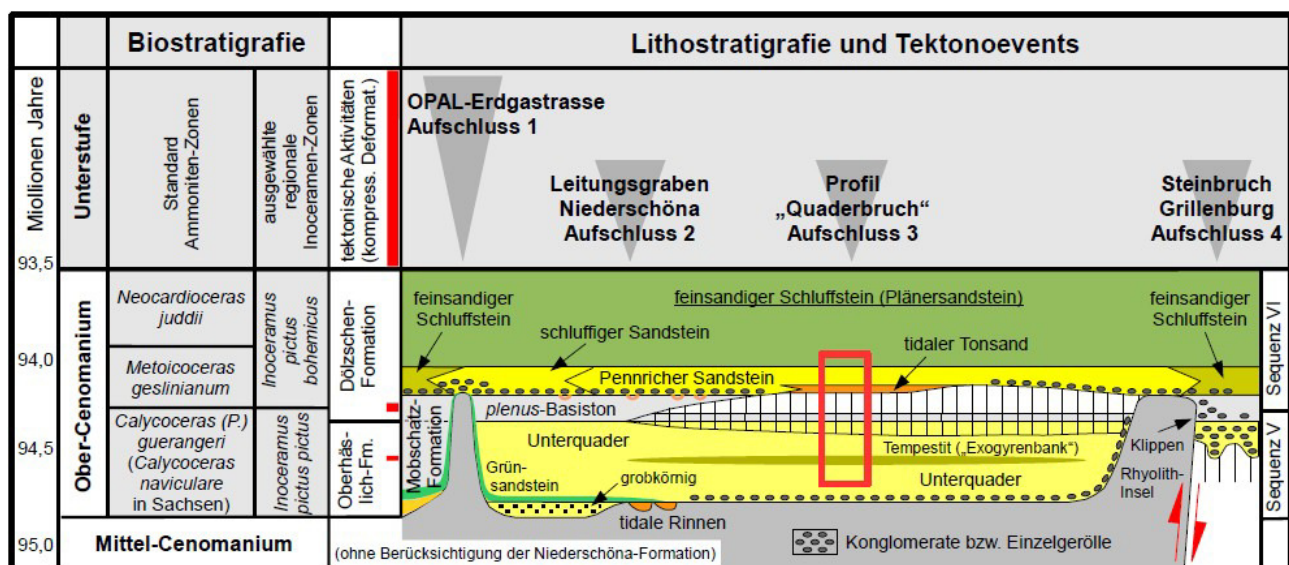 Biostratigrafie
Lithostratigrafie und Tektonoevents
Miollionen Jahre
Unterstufe
Standard
Ammoniten-Zonen
ausgewählte
regionale
Inoceramen-Zonen
tektonische Aktivitäten
(kompress. Deformat.)
OPAL-Erdgastrasse
Aufschluss 1
Leitungsgraben
Niederschöna
Aufschluss 2
Profil
„Quaderbruch“
Aufschluss 3
Steinbruch
Grillenburg
Aufschluss 4
93,5
94,0
94,5
95,0
Ober-Cenomanium
Neocardioceras
juddii
Metoicoceras
geslinianum
Calycoceras (P.)
guerangeri
(Calycoceras
naviculare
in Sachsen)
Inoceramus
pictus
bohemicus
Inoceramus
pictus pictus
Dölzschen-
Formation
Oberhäs-
lich-Fm.
Mobschatz-
Formation
feinsandiger
Schluffstein
feinsandiger Schluffstein (Plänersandstein)
feinsandiger
Schluffstein
schluffiger Sandstein
tidaler Tonsand
Pennricher Sandstein
plenus-Basiston
Unterquader
Tempestit („Exogyrenbank“)
Klippen
Grün-
sandstein
grobkörnig
Unterquader
Rhyolith-
Insel
tidale Rinnen
Sequenz VI
Sequenz V
Mittel-Cenomanium
(ohne Berücksichtigung der Niederschöna-Formation)
Konglomerate bzw. Einzelgerölle